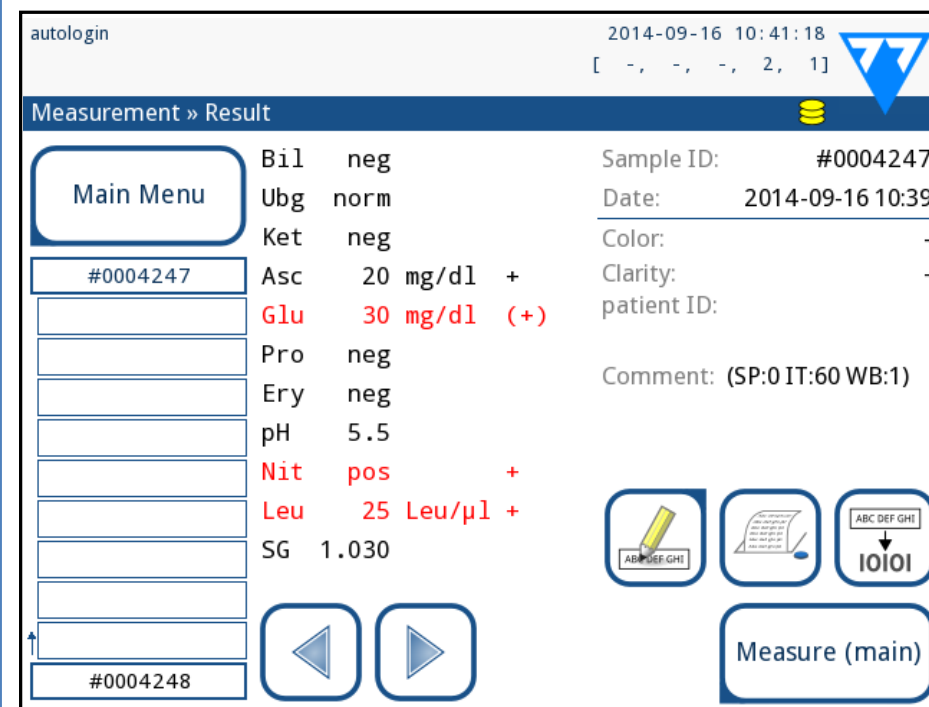 autologin
2014-09-16 10:41:18
[ -, -, -, 2, 1]
Measurement » Result
Main Menu
#0004247
#0004248
Bil neg
Ubg norm
Ket neg
Asc 20 mg/dl +
Glu 30 mg/dl (+)
Pro neg
Ery neg
pH 5.5
Nit pos +
Leu 25 Leu/µl +
SG 1.030
Sample ID: #0004247
Date: 2014-09-16 10:39
Color: -
Clarity: -
patient ID:
Comment: (SP:0 IT:60 WB:1)
ABC DEF GHI
ABC DEF GHI
IOIOI
Measure (main)